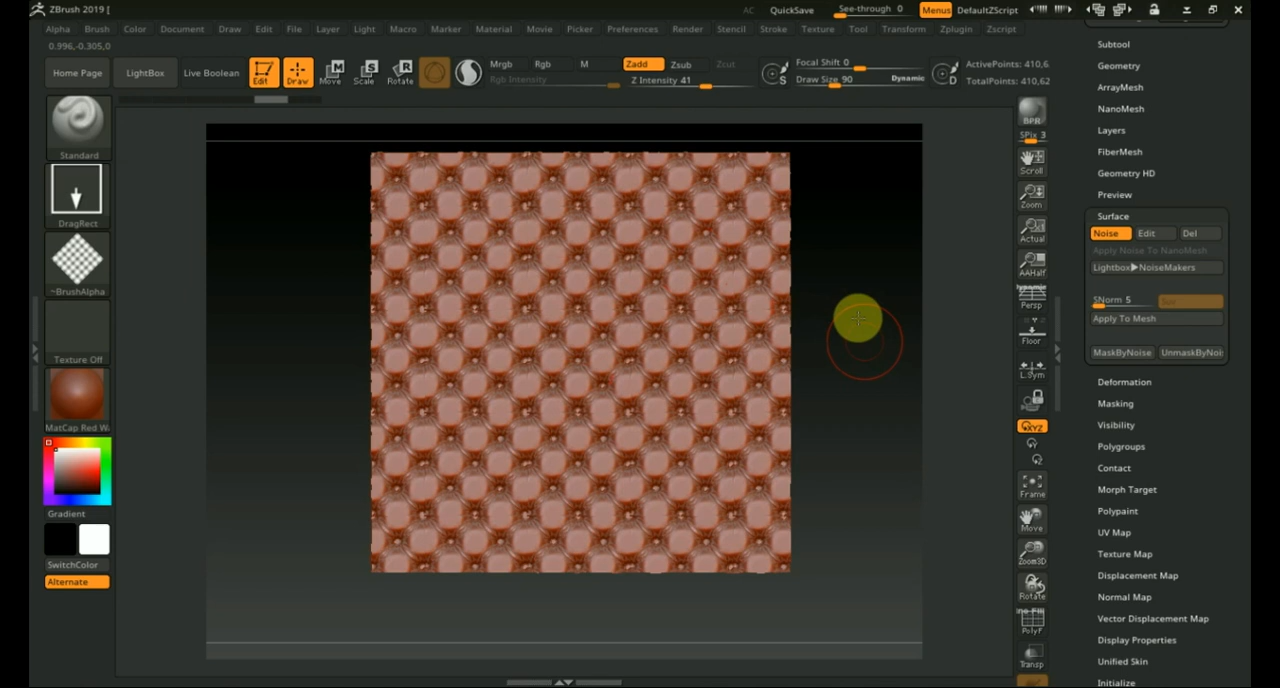 ZBrush 2019 [
AC QuickSave See-through 0 Menus DefaultZScript
Alpha Brush Color Document Draw Edit File Layer Light Macro Marker Material Movie Picker Preferences Render Stencil Stroke Texture Tool Transform Zplugin Zscript
0.996,-0.305,0
Home Page LightBox Live Boolean Edit Draw Move Scale Rotate
Mrgb Rgb M Zadd Zsub Zcut
Rgb Intensity Z Intensity 41
S Focal Shift 0
Draw Size 90 Dynamic
D ActivePoints: 410,6
TotalPoints: 410,62
Standard
DragRect
~BrushAlpha
Texture Off
MatCap Red W
Gradient
SwitchColor
Alternate
BPR
SPix 3
Scroll
Zoom
Actual
AAHalf
Dynamic
Persp
Floor
L.Sym
XYZ
Frame
Move
Zoom3D
Rotate
PolyF
Transp
Subtool
Geometry
ArrayMesh
NanoMesh
Layers
FiberMesh
Geometry HD
Preview
Surface
Noise Edit Del
Apply Noise To NanoMesh
Lightbox▶NoiseMakers
SNorm 5 Suv
Apply To Mesh
MaskByNoise UnmaskByNoi
Deformation
Masking
Visibility
Polygroups
Contact
Morph Target
Polypaint
UV Map
Texture Map
Displacement Map
Normal Map
Vector Displacement Map
Display Properties
Unified Skin
Initialize